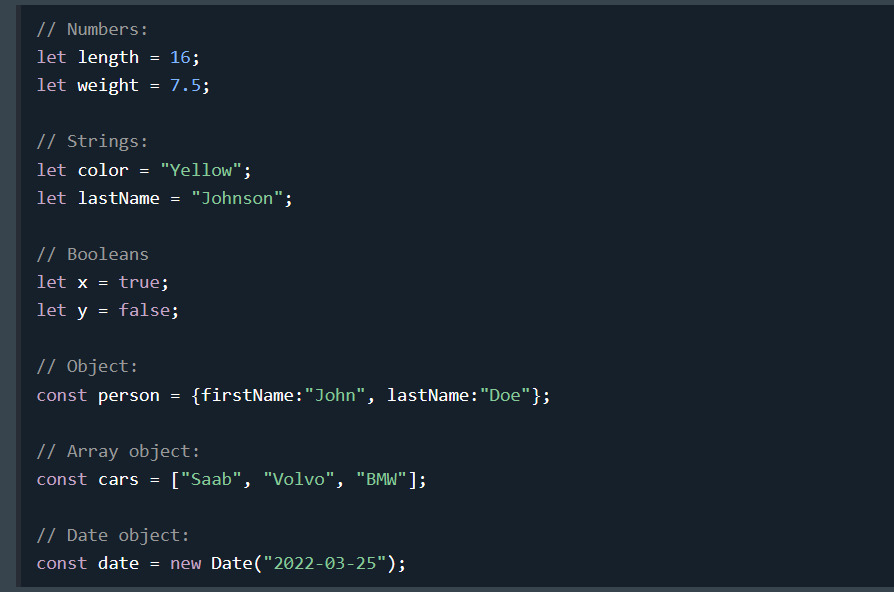 // Numbers:
let length = 16;
let weight = 7.5;
// Strings:
let color = "Yellow";
let lastName = "Johnson";
// Booleans
let x = true;
let y = false;
// Object:
const person = {firstName:"John", lastName:"Doe"};
// Array object:
const cars = ["Saab", "Volvo", "BMW"];
// Date object:
const date = new Date("2022-03-25");